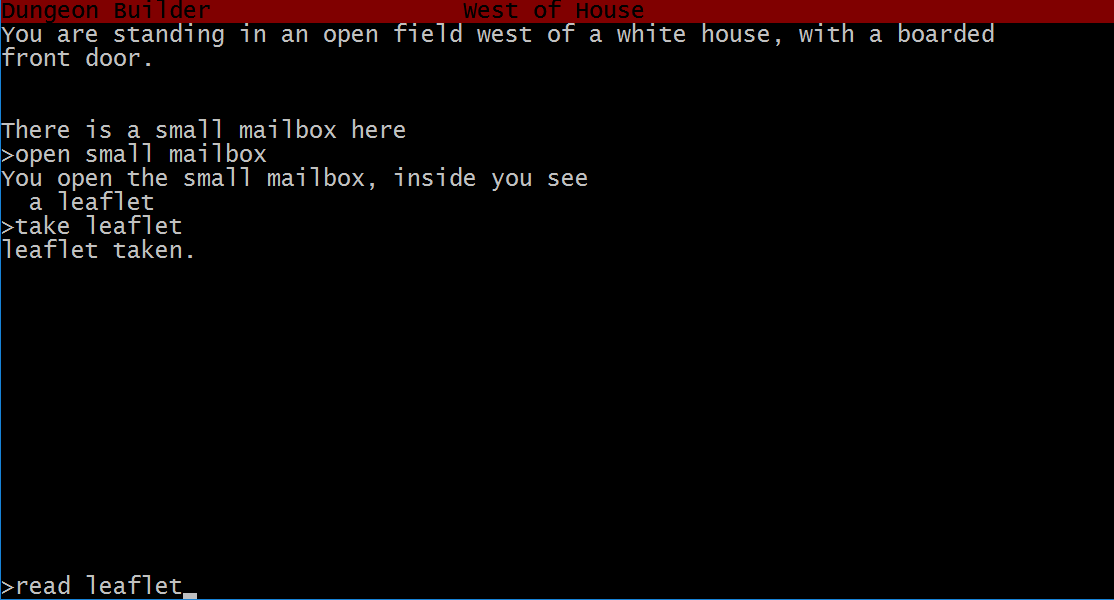 Dungeon Builder West of House
You are standing in an open field west of a white house, with a boarded
front door.
There is a small mailbox here
>open small mailbox
You open the small mailbox, inside you see
a leaflet
>take leaflet
leaflet taken.
>read leaflet_